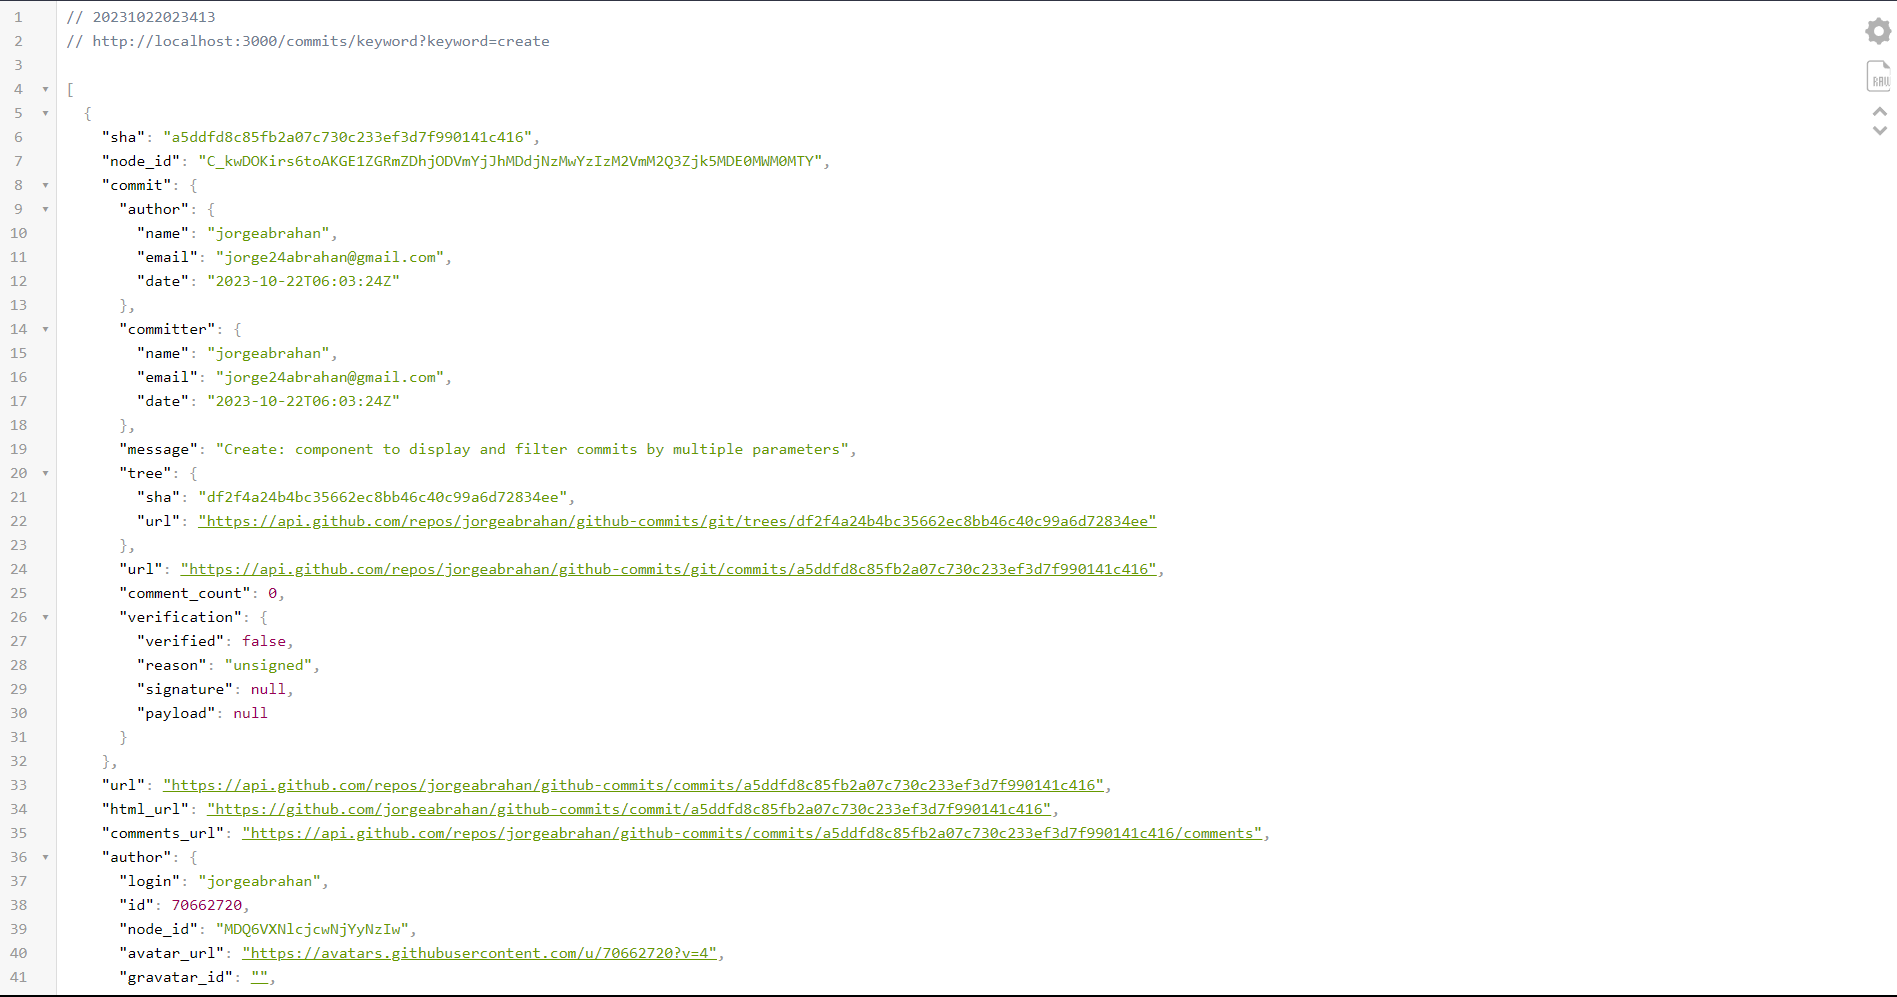 1 // 20231022023413
2 // http://localhost:3000/commits/keyword?keyword=create
3
4 [
5 {
6 "sha": "a5ddfd8c85fb2a07c730c233ef3d7f990141c416",
7 "node_id": "C_kwDOKirs6toAKGE1ZGRmZDhjODVmYjJhMDdjNzMwYzIzM2VmM2Q3Zjk5MDE0MWM0MTY",
8 "commit": {
9 "author": {
10 "name": "jorgeabrahan",
11 "email": "jorge24abrahan@gmail.com",
12 "date": "2023-10-22T06:03:24Z"
13 },
14 "committer": {
15 "name": "jorgeabrahan",
16 "email": "jorge24abrahan@gmail.com",
17 "date": "2023-10-22T06:03:24Z"
18 },
19 "message": "Create: component to display and filter commits by multiple parameters",
20 "tree": {
21 "sha": "df2f4a24b4bc35662ec8bb46c40c99a6d72834ee",
22 "url": "https://api.github.com/repos/jorgeabrahan/github-commits/git/trees/df2f4a24b4bc35662ec8bb46c40c99a6d72834ee"
23 },
24 "url": "https://api.github.com/repos/jorgeabrahan/github-commits/git/commits/a5ddfd8c85fb2a07c730c233ef3d7f990141c416",
25 "comment_count": 0,
26 "verification": {
27 "verified": false,
28 "reason": "unsigned",
29 "signature": null,
30 "payload": null
31 }
32 },
33 "url": "https://api.github.com/repos/jorgeabrahan/github-commits/commits/a5ddfd8c85fb2a07c730c233ef3d7f990141c416",
34 "html_url": "https://github.com/jorgeabrahan/github-commits/commit/a5ddfd8c85fb2a07c730c233ef3d7f990141c416",
35 "comments_url": "https://api.github.com/repos/jorgeabrahan/github-commits/commits/a5ddfd8c85fb2a07c730c233ef3d7f990141c416/comments",
36 "author": {
37 "login": "jorgeabrahan",
38 "id": 70662720,
39 "node_id": "MDQ6VXNlcjcwNjYyNzIw",
40 "avatar_url": "https://avatars.githubusercontent.com/u/70662720?v=4",
41 "gravatar_id": "",
RAW